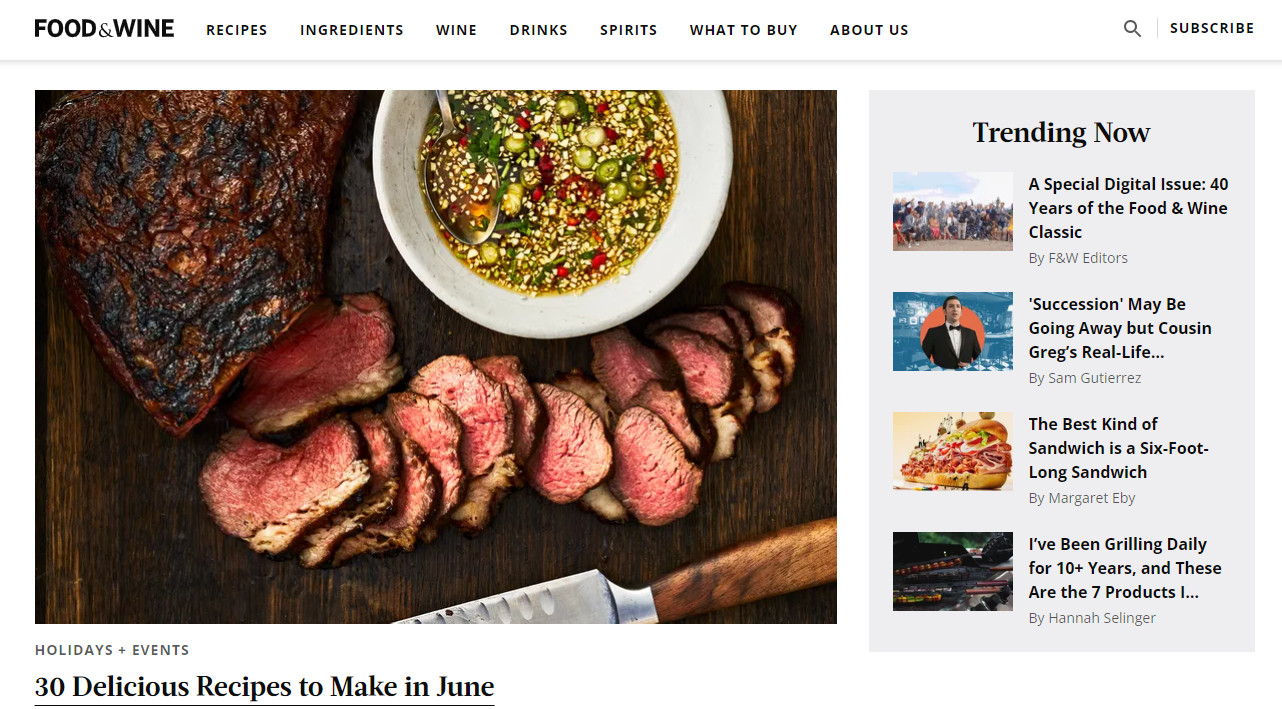 FOOD&WINE
RECIPES
INGREDIENTS
WINE
DRINKS
SPIRITS
WHAT TO BUY
ABOUT US
SUBSCRIBE
HOLIDAYS + EVENTS
30 Delicious Recipes to Make in June
Trending Now
A Special Digital Issue: 40
Years of the Food & Wine
Classic
By F&W Editors
'Succession' May Be
Going Away but Cousin
Greg’s Real-Life...
By Sam Gutierrez
The Best Kind of
Sandwich is a Six-Foot-
Long Sandwich
By Margaret Eby
I’ve Been Grilling Daily
for 10+ Years, and These
Are the 7 Products I...
By Hannah Selinger